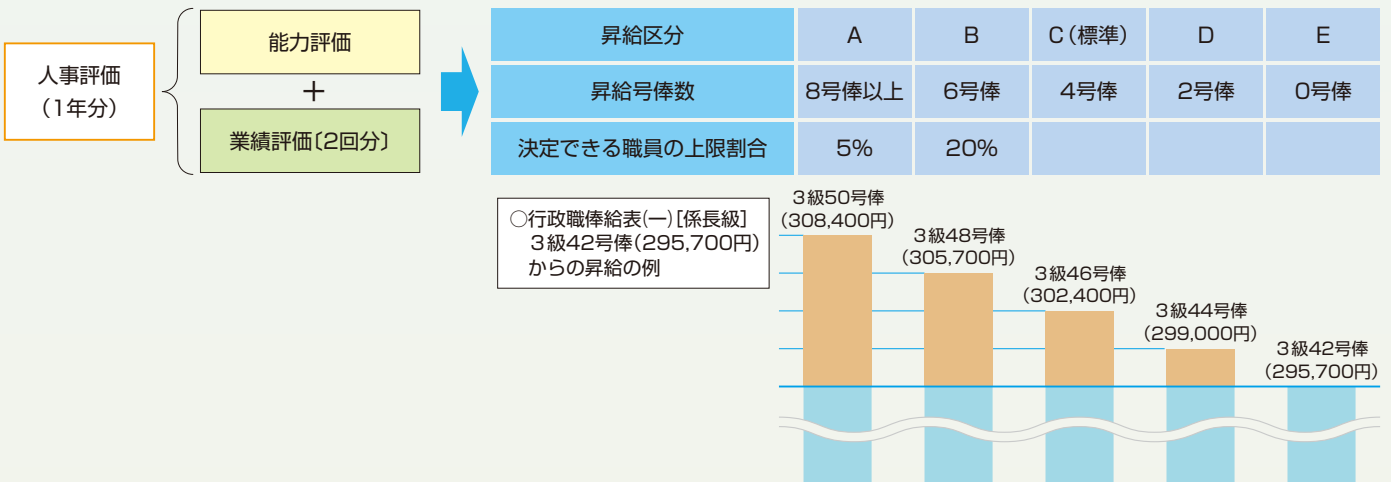 人事評価
（1年分）
能力評価
＋
業績評価〔2回分〕
昇給区分 A B C（標準） D E
昇給号俸数 8号俸以上 6号俸 4号俸 2号俸 0号俸
決定できる職員の上限割合 5% 20%
○行政職俸給表(一)［係長級］
3級42号俸（295,700円）
からの昇給の例
3級50号俸
（308,400円）
3級48号俸
（305,700円）
3級46号俸
（302,400円）
3級44号俸
（299,000円）
3級42号俸
（295,700円）